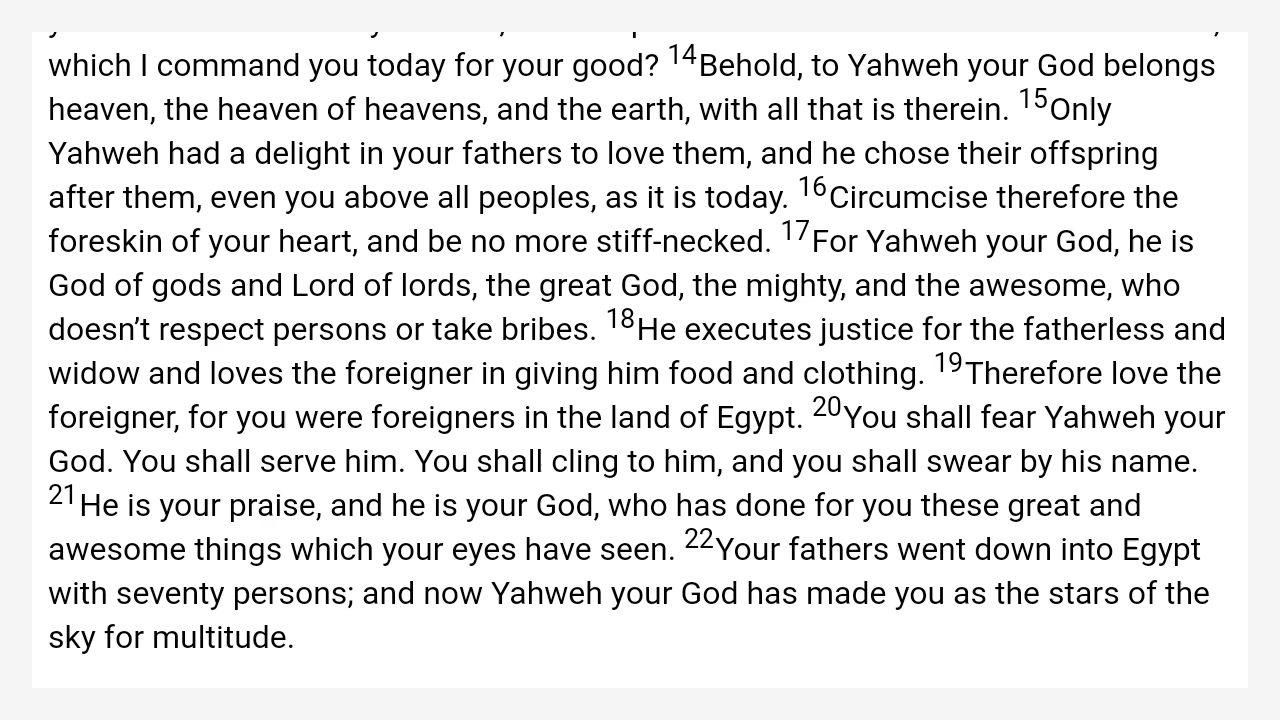 which I command you today for your good? 14Behold, to Yahweh your God belongs
heaven, the heaven of heavens, and the earth, with all that is therein. 15Only
Yahweh had a delight in your fathers to love them, and he chose their offspring
after them, even you above all peoples, as it is today. 16Circumcise therefore the
foreskin of your heart, and be no more stiff-necked. 17For Yahweh your God, he is
God of gods and Lord of lords, the great God, the mighty, and the awesome, who
doesn’t respect persons or take bribes. 18He executes justice for the fatherless and
widow and loves the foreigner in giving him food and clothing. 19Therefore love the
foreigner, for you were foreigners in the land of Egypt. 20You shall fear Yahweh your
God. You shall serve him. You shall cling to him, and you shall swear by his name.
21He is your praise, and he is your God, who has done for you these great and
awesome things which your eyes have seen. 22Your fathers went down into Egypt
with seventy persons; and now Yahweh your God has made you as the stars of the
sky for multitude.